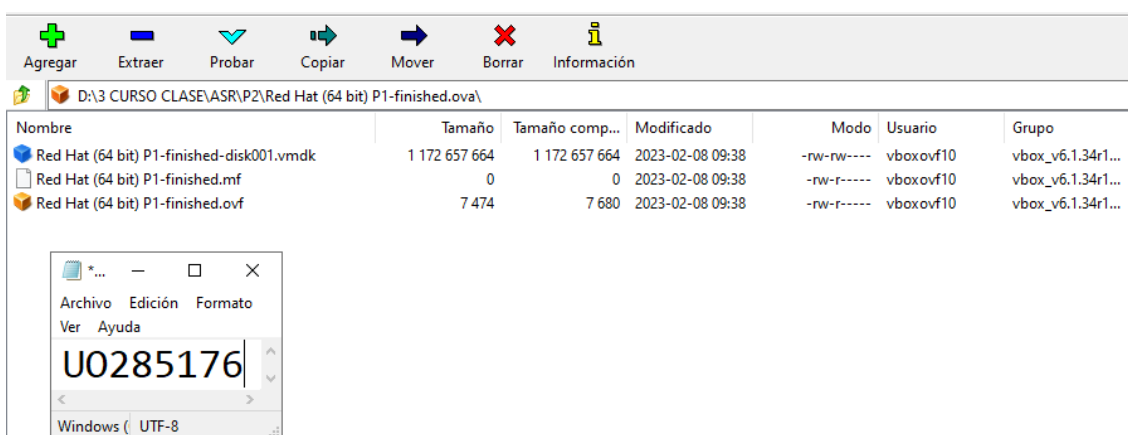 Agregar Extraer Probar Copiar Mover Borrar Información
D:\3 CURSO CLASE\ASR\P2\Red Hat (64 bit) P1-finished.ova\
Nombre Tamaño Tamaño comp... Modificado Modo Usuario Grupo
Red Hat (64 bit) P1-finished-disk001.vmdk 1 172 657 664 1 172 657 664 2023-02-08 09:38 -rw-rw---- vboxovf10 vbox_v6.1.34r1...
Red Hat (64 bit) P1-finished.mf 0 0 2023-02-08 09:38 -rw-r----- vboxovf10 vbox_v6.1.34r1...
Red Hat (64 bit) P1-finished.ovf 7 474 7 680 2023-02-08 09:38 -rw-r----- vboxovf10 vbox_v6.1.34r1...
*...
Archivo Edición Formato
Ver Ayuda
UO285176
Windows ( UTF-8